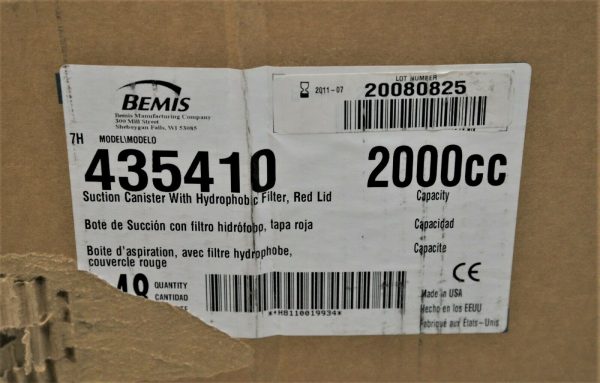 BEMIS
Bemis Manufacturing Company
300 Mill Street
Sheboygan Falls, WI 53085
2011-07
LOT NUMBER
20080825
7H
MODEL\MODELO
435410
2000cc
Suction Canister With Hydrophobic Filter, Red Lid
Capacity
Bote de Succión con filtro hidrófobo, tapa roja
Capacidad
Boite d'aspiration, avec filtre hydrophobe,
couvercle rouge
Capacite
48
QUANTITY
CANTIDAD
*+H8110019934*
CE
Made in USA
Hecho en los EEUU
Fabriqué aux États-Unis